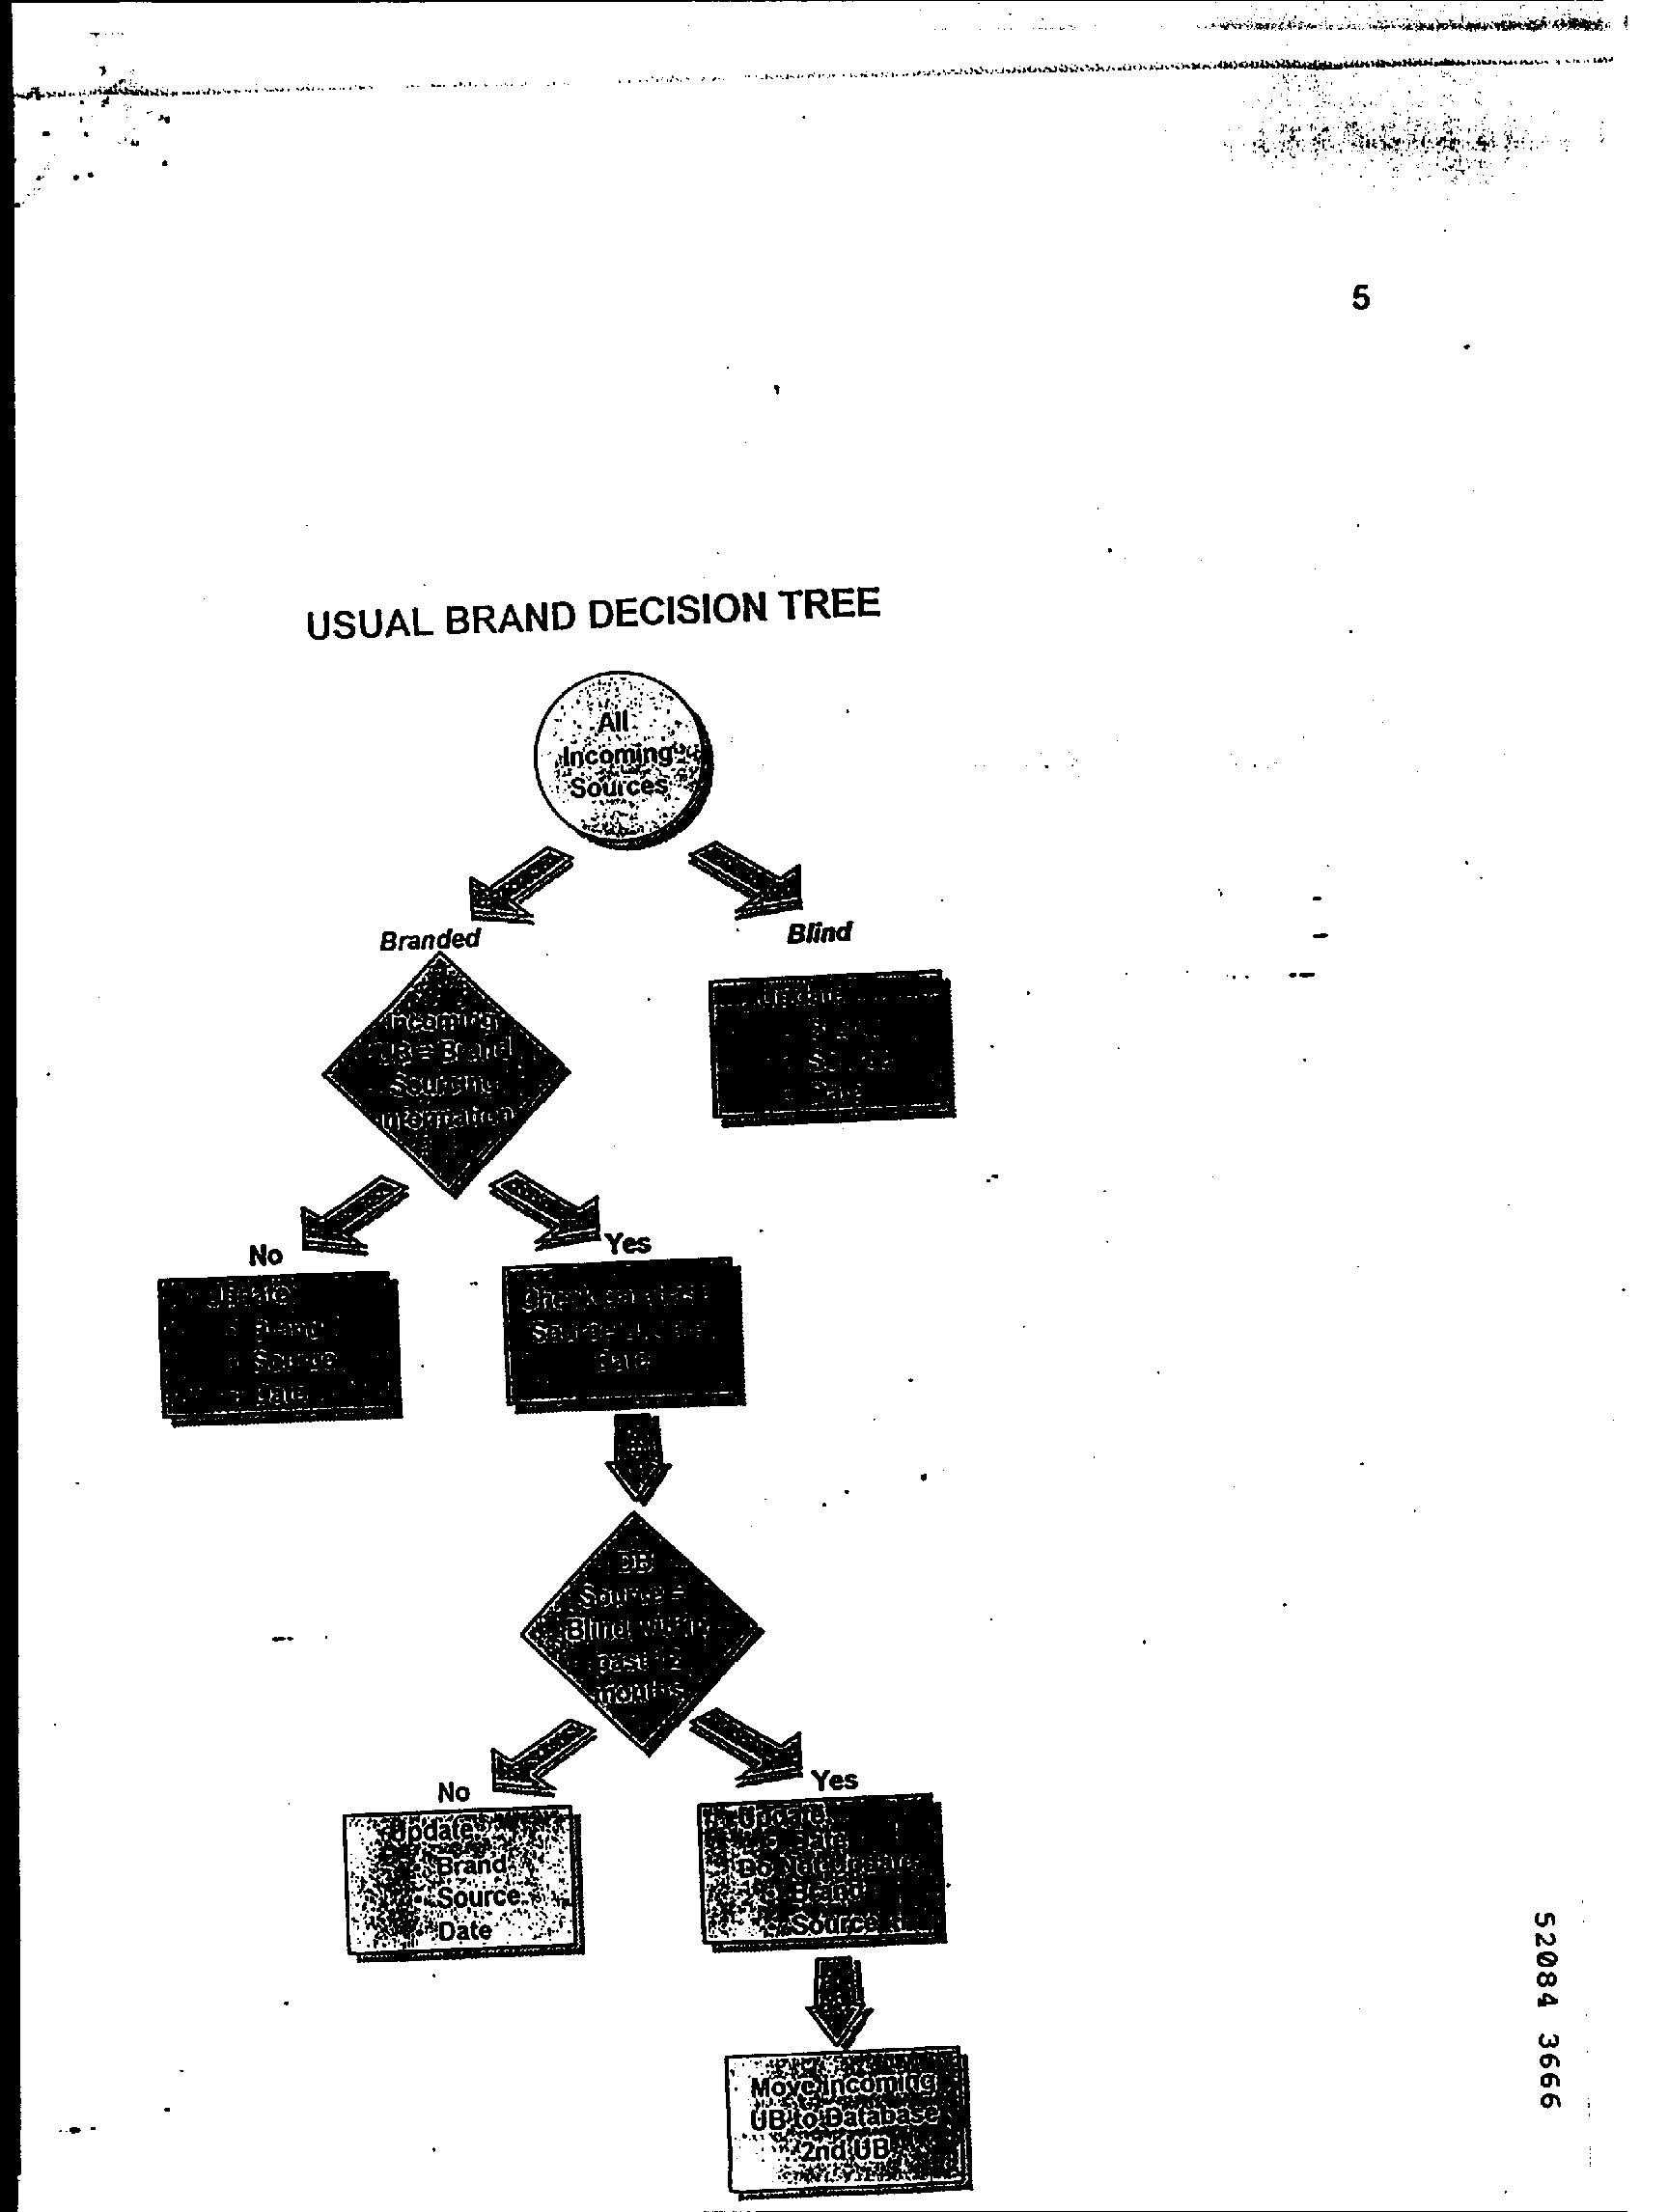 5
USUAL BRAND DECISION TREE
All
Incoming
Sources
Branded
Blind
Incoming
UB = Brand
Sourcing
Information
Update
Brand
Source
Date
No
Yes
Update
Brand
Source
Date
Check Database
Source
Date
DB
Source =
Blind within
past 12
months
No
Yes
Update
Brand
Source
Date
Update
Date
Do Not Update
Brand
Source
Move Incoming
UB to Database
2nd UB
52084 3666